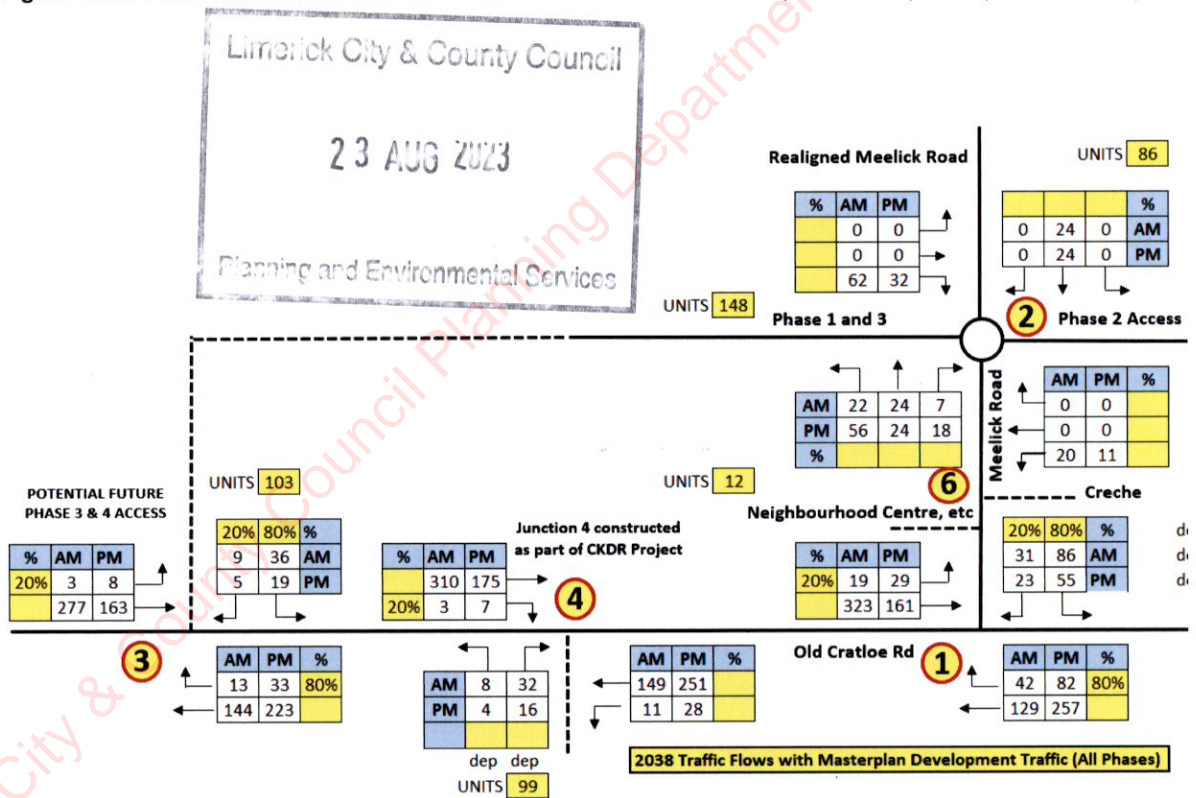 Limerick City & County Council
23 AUG 2023
Planning and Environmental Services
City & County Council Planning Department
Realigned Meelick Road
UNITS 86
% AM PM
0 0
0 0
62 32
%
0 24 0 AM
0 24 0 PM
UNITS 148
Phase 1 and 3
2
Phase 2 Access
AM 22 24 7
PM 56 24 18
%
Meelick Road
AM PM %
0 0
0 0
20 11
6
UNITS 103
UNITS 12
Creche
Neighbourhood Centre, etc
POTENTIAL FUTURE
PHASE 3 & 4 ACCESS
% AM PM
20% 3 8
277 163
20% 80% %
9 36 AM
5 19 PM
Junction 4 constructed
as part of CKDR Project
% AM PM
310 175
20% 3 7
4
% AM PM
20% 19 29
323 161
20% 80% %
31 86 AM
23 55 PM
3
AM PM %
13 33 80%
144 223
AM 8 32
PM 4 16
dep dep
UNITS 99
AM PM %
149 251
11 28
Old Cratloe Rd
1
AM PM %
42 82 80%
129 257
2038 Traffic Flows with Masterplan Development Traffic (All Phases)